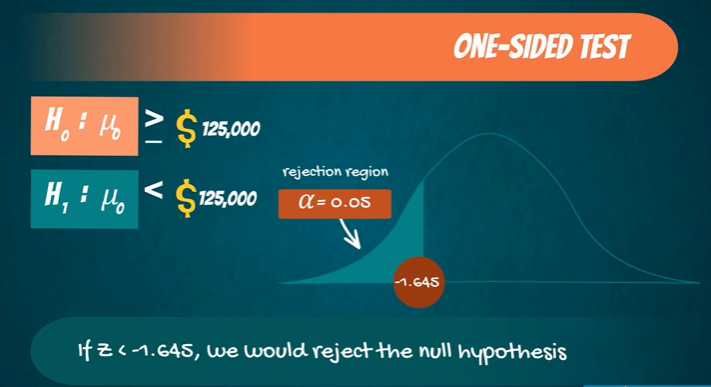 ONE-SIDED TEST
H₀ : μ₀ ≥ $125,000
H₁ : μ₀ < $125,000
rejection region
α = 0.05
-1.645
If Z < -1.645, we would reject the null hypothesis